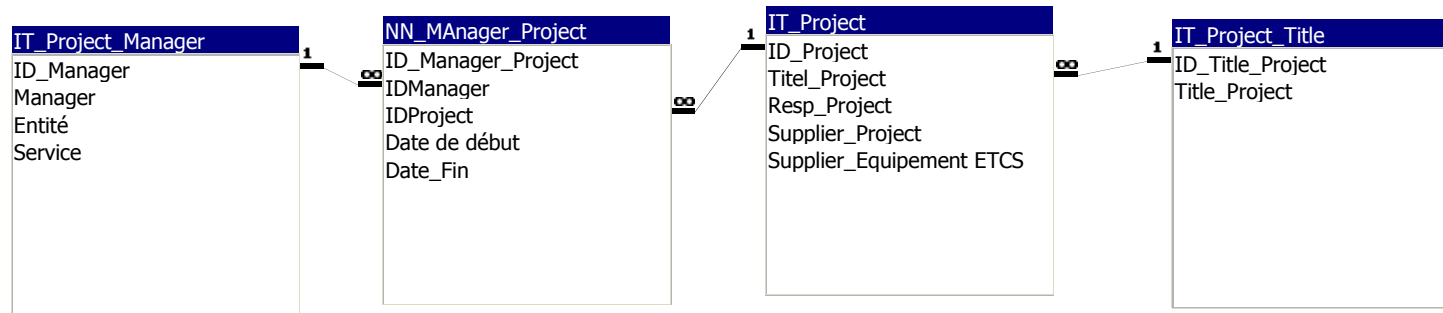 IT_Project_Manager
ID_Manager
Manager
Entité
Service
1
∞
NN_MAnager_Project
ID_Manager_Project
IDManager
IDProject
Date de début
Date_Fin
∞
1
IT_Project
ID_Project
Titel_Project
Resp_Project
Supplier_Project
Supplier_Equipement ETCS
∞
1
IT_Project_Title
ID_Title_Project
Title_Project